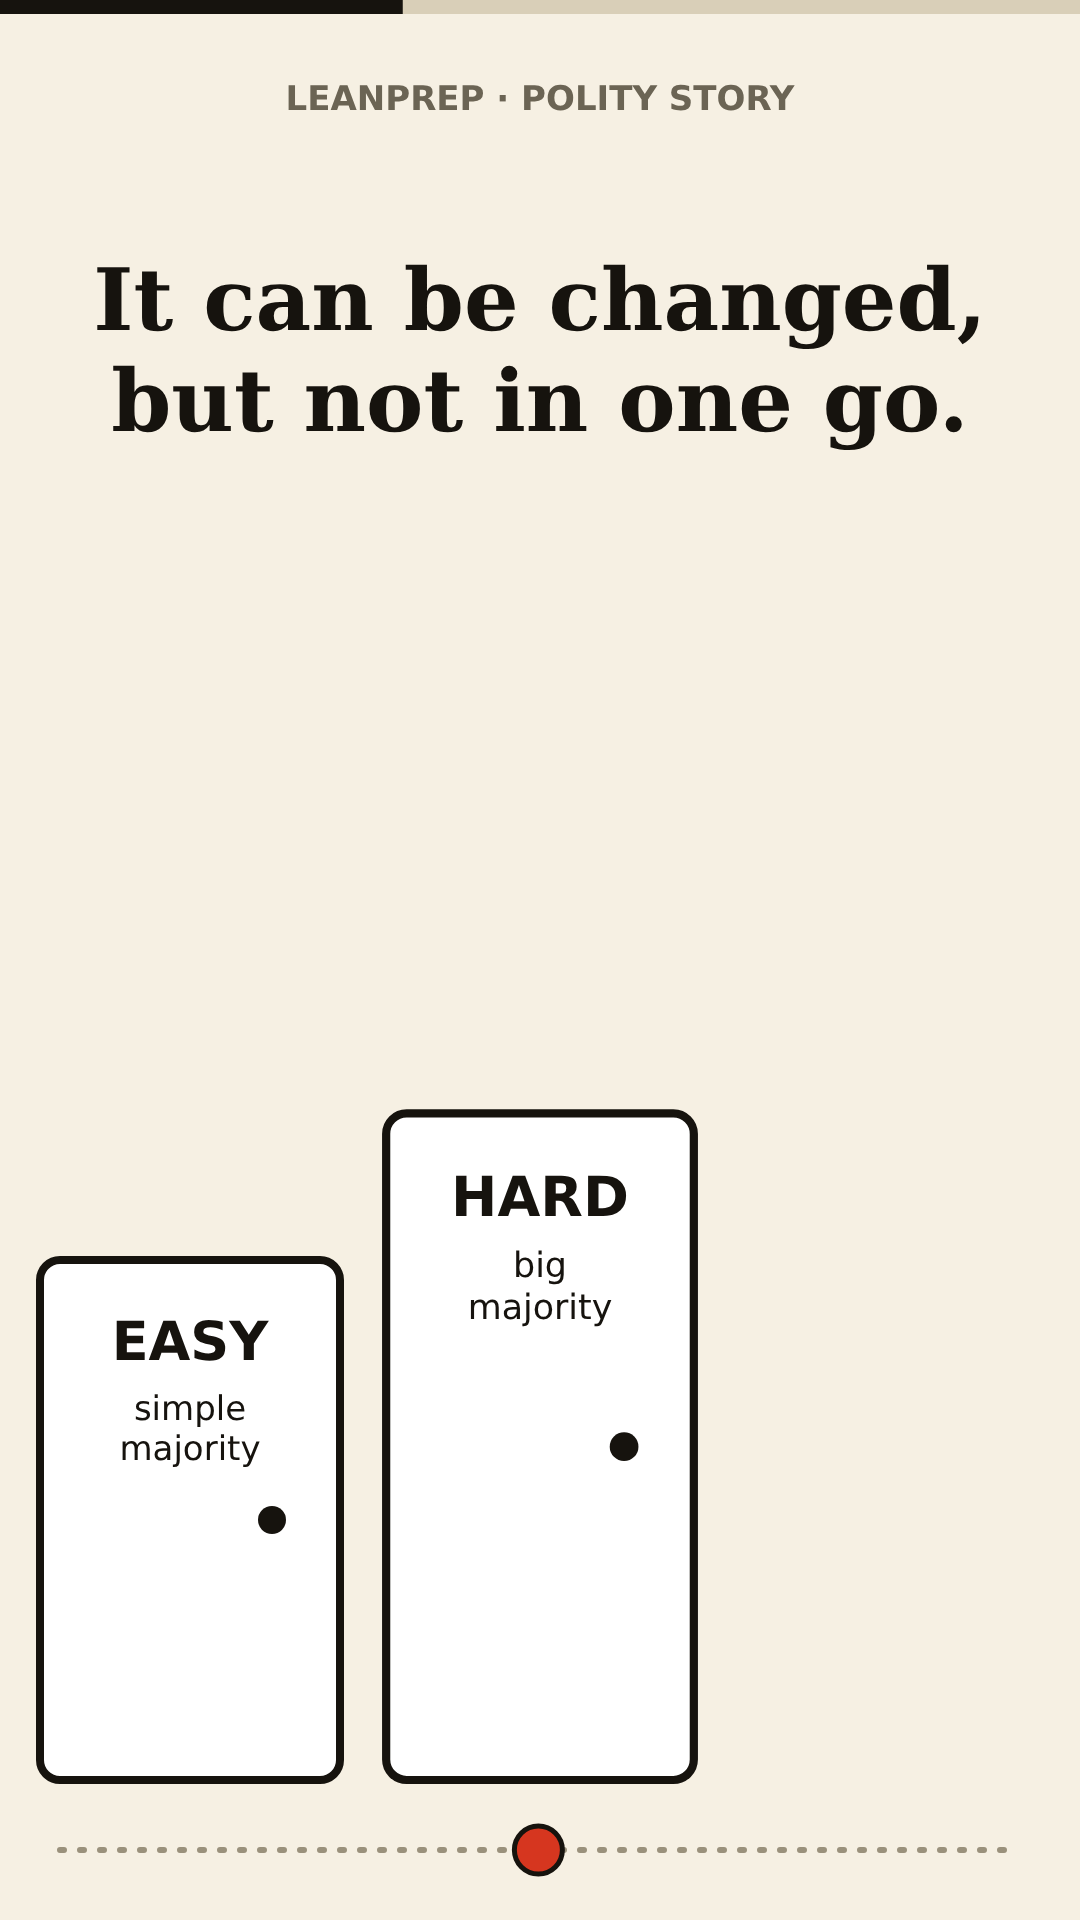 LEANPREP · POLITY STORY
It can be changed,
but not in one go.
EASY
simple
majority
HARD
big
majority